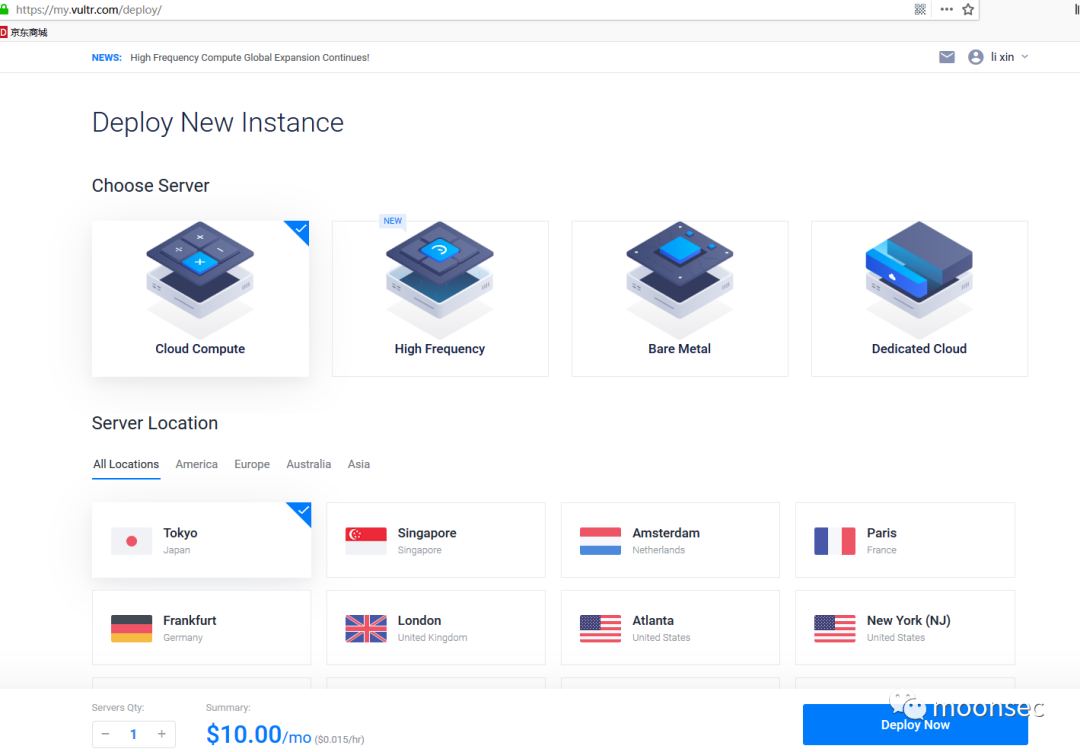 https://my.vultr.com/deploy/
京东商城
NEWS: High Frequency Compute Global Expansion Continues!
li xin
Deploy New Instance
Choose Server
NEW
Cloud Compute High Frequency Bare Metal Dedicated Cloud
Server Location
All Locations America Europe Australia Asia
Tokyo Singapore Amsterdam Paris
Japan Singapore Netherlands France
Frankfurt London Atlanta New York (NJ)
Germany United Kingdom United States United States
Servers Qty: Summary:
− 1 + $10.00/mo ($0.015/hr)
moonsec
Deploy Now